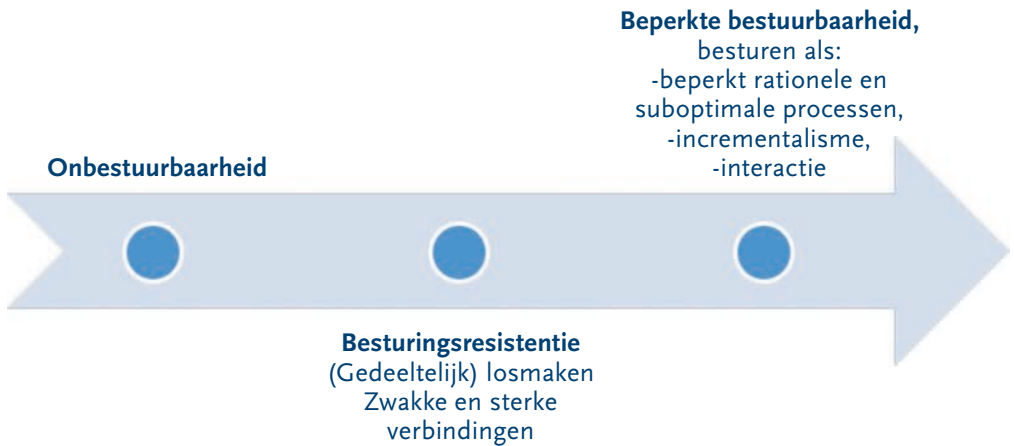 Beperkte bestuurbaarheid,
besturen als:
-beperkt rationele en
suboptimale processen,
-incrementalisme,
-interactie
Onbestuurbaarheid
Besturingsresistentie
(Gedeeltelijk) losmaken
Zwakke en sterke
verbindingen